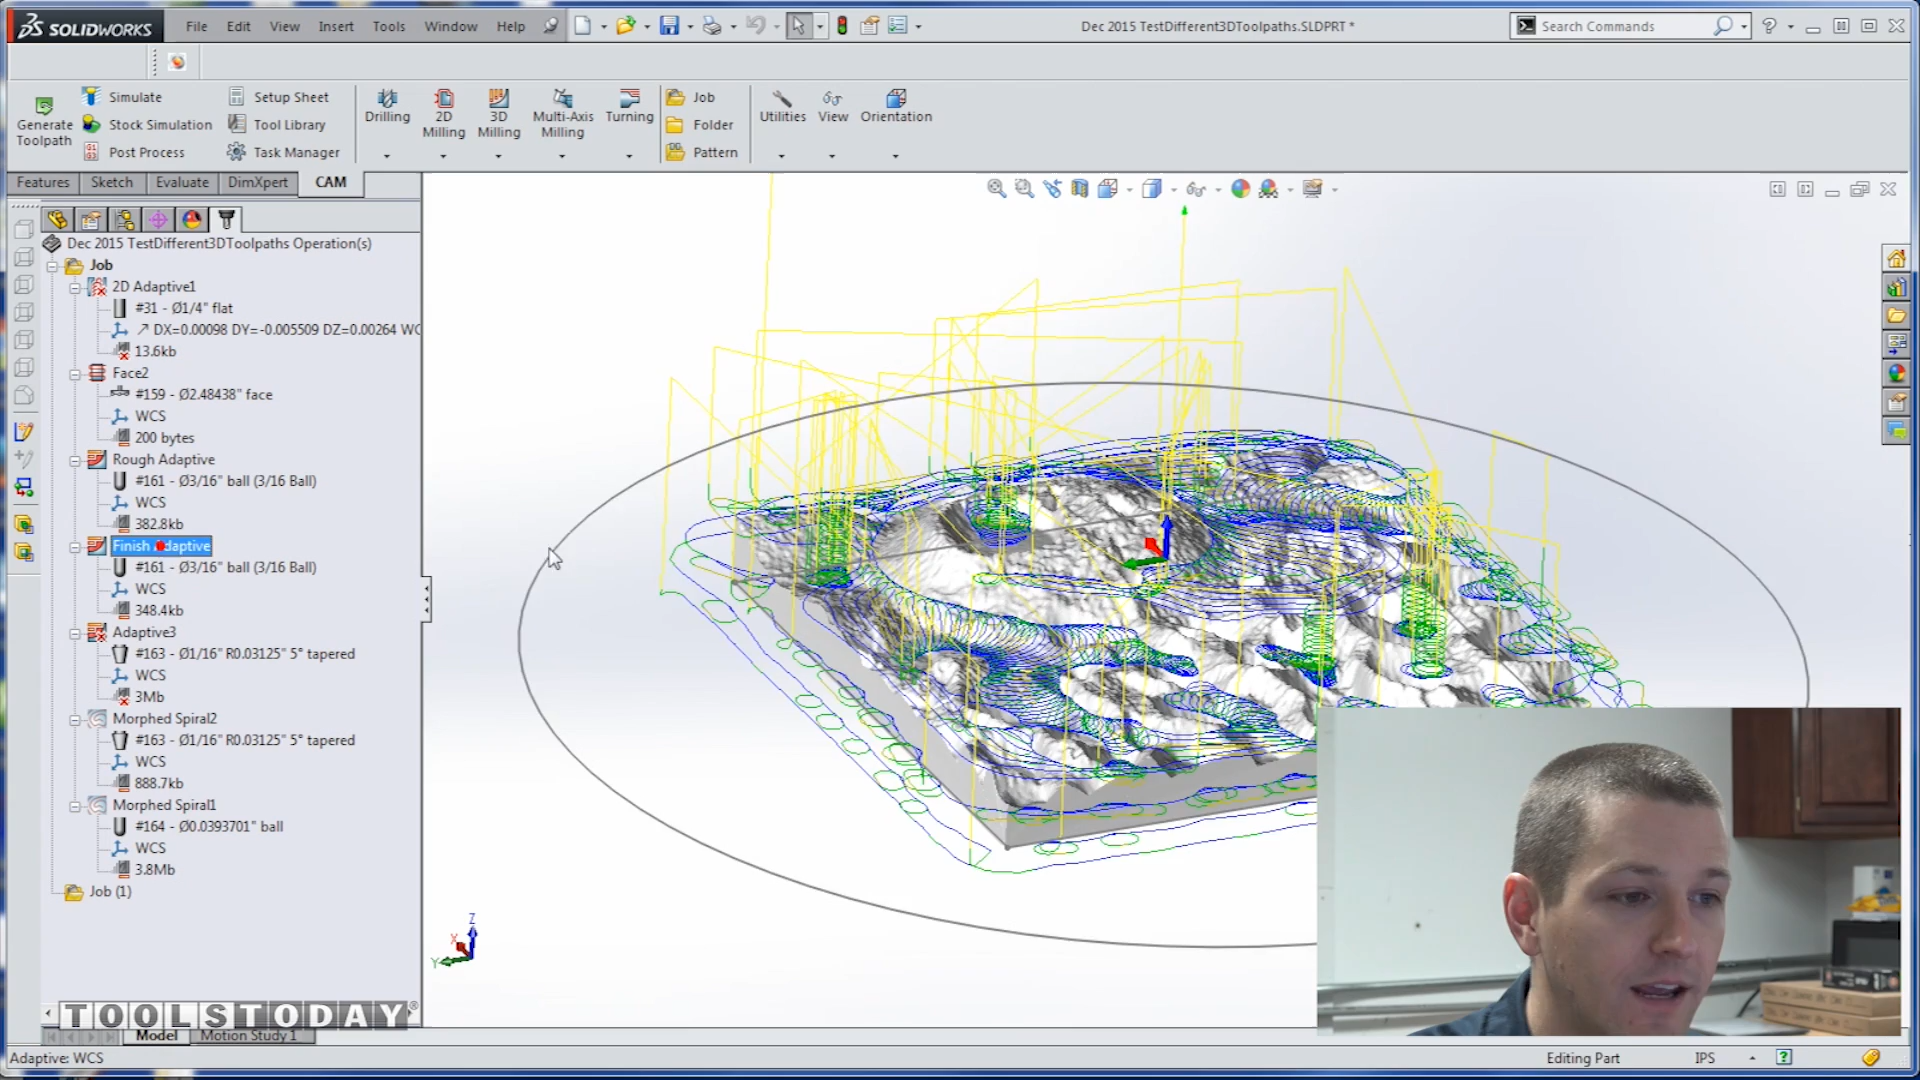 SOLIDWORKS File Edit View Insert Tools Window Help Dec 2015 TestDifferent3DToolpaths.SLDPRT * Search Commands ?
Simulate Setup Sheet Job
Generate Toolpath Stock Simulation Tool Library Drilling 2D Milling 3D Milling Multi-Axis Milling Turning Folder Utilities View Orientation
Post Process Task Manager Pattern
Features Sketch Evaluate DimXpert CAM
Dec 2015 TestDifferent3DToolpaths Operation(s)
Job
2D Adaptive1
#31 - Ø1/4" flat
DX=0.00098 DY=-0.005509 DZ=0.00264 WC
13.6kb
Face2
#159 - Ø2.48438" face
WCS
200 bytes
Rough Adaptive
#161 - Ø3/16" ball (3/16 Ball)
WCS
382.8kb
Finish Adaptive
#161 - Ø3/16" ball (3/16 Ball)
WCS
348.4kb
Adaptive3
#163 - Ø1/16" R0.03125" 5° tapered
WCS
3Mb
Morphed Spiral2
#163 - Ø1/16" R0.03125" 5° tapered
WCS
888.7kb
Morphed Spiral1
#164 - Ø0.0393701" ball
WCS
3.8Mb
Job (1)
Z
X
Y
TOOLSTODAY®
Model Motion Study 1
Adaptive: WCS Editing Part IPS ?